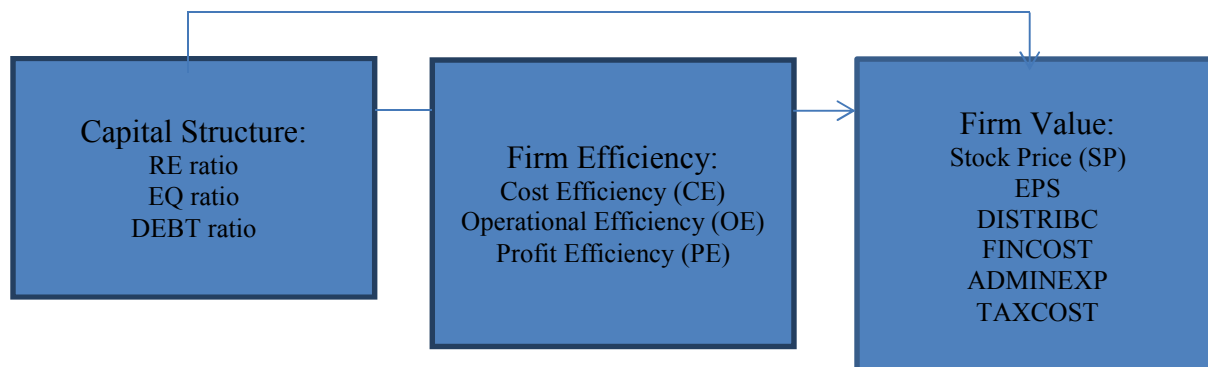 Capital Structure:
RE ratio
EQ ratio
DEBT ratio
Firm Efficiency:
Cost Efficiency (CE)
Operational Efficiency (OE)
Profit Efficiency (PE)
Firm Value:
Stock Price (SP)
EPS
DISTRIBC
FINCOST
ADMINEXP
TAXCOST